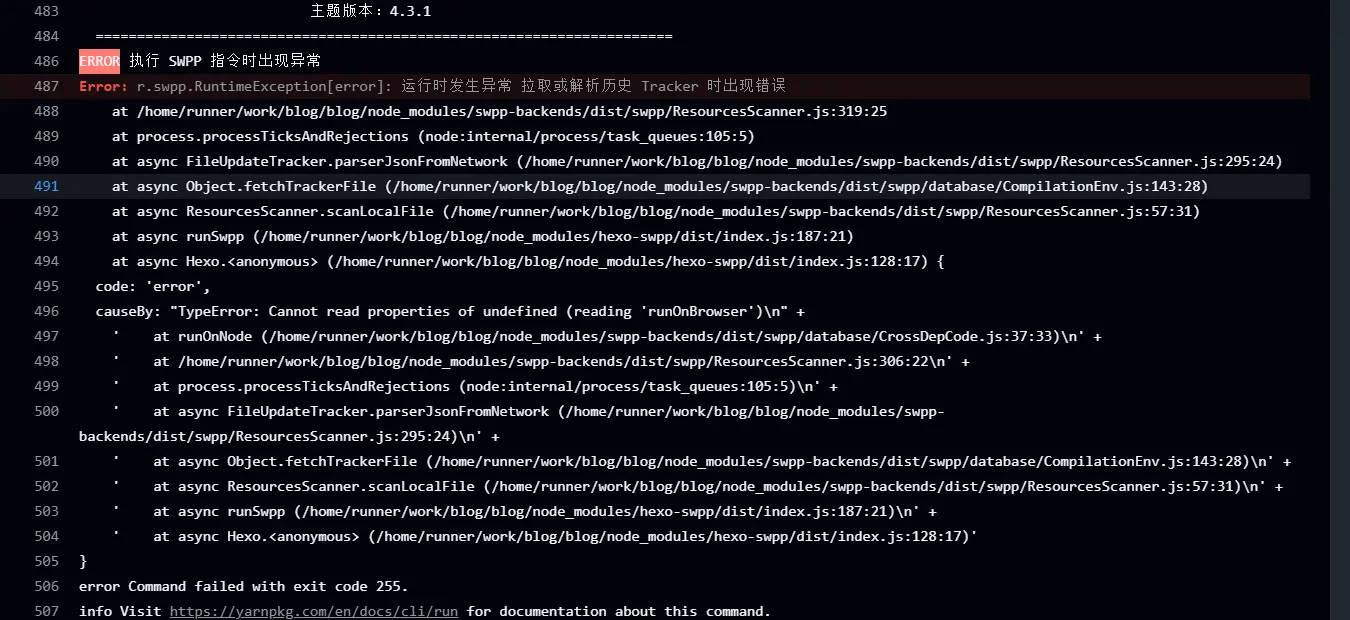 483 主题版本：4.3.1
484 ======================================================================
486 ERROR 执行 SWPP 指令时出现异常
487 Error: r.swpp.RuntimeException[error]: 运行时发生异常 拉取或解析历史 Tracker 时出现错误
488 at /home/runner/work/blog/blog/node_modules/swpp-backends/dist/swpp/ResourcesScanner.js:319:25
489 at process.processTicksAndRejections (node:internal/process/task_queues:105:5)
490 at async FileUpdateTracker.parserJsonFromNetwork (/home/runner/work/blog/blog/node_modules/swpp-backends/dist/swpp/ResourcesScanner.js:295:24)
491 at async Object.fetchTrackerFile (/home/runner/work/blog/blog/node_modules/swpp-backends/dist/swpp/database/CompilationEnv.js:143:28)
492 at async ResourcesScanner.scanLocalFile (/home/runner/work/blog/blog/node_modules/swpp-backends/dist/swpp/ResourcesScanner.js:57:31)
493 at async runSwpp (/home/runner/work/blog/blog/node_modules/hexo-swpp/dist/index.js:187:21)
494 at async Hexo.<anonymous> (/home/runner/work/blog/blog/node_modules/hexo-swpp/dist/index.js:128:17) {
495 code: 'error',
496 causeBy: "TypeError: Cannot read properties of undefined (reading 'runOnBrowser')\n" +
497 '    at runOnNode (/home/runner/work/blog/blog/node_modules/swpp-backends/dist/swpp/database/CrossDepCode.js:37:33)\n' +
498 '    at /home/runner/work/blog/blog/node_modules/swpp-backends/dist/swpp/ResourcesScanner.js:306:22\n' +
499 '    at process.processTicksAndRejections (node:internal/process/task_queues:105:5)\n' +
500 '    at async FileUpdateTracker.parserJsonFromNetwork (/home/runner/work/blog/blog/node_modules/swpp-
backends/dist/swpp/ResourcesScanner.js:295:24)\n' +
501 '    at async Object.fetchTrackerFile (/home/runner/work/blog/blog/node_modules/swpp-backends/dist/swpp/database/CompilationEnv.js:143:28)\n' +
502 '    at async ResourcesScanner.scanLocalFile (/home/runner/work/blog/blog/node_modules/swpp-backends/dist/swpp/ResourcesScanner.js:57:31)\n' +
503 '    at async runSwpp (/home/runner/work/blog/blog/node_modules/hexo-swpp/dist/index.js:187:21)\n' +
504 '    at async Hexo.<anonymous> (/home/runner/work/blog/blog/node_modules/hexo-swpp/dist/index.js:128:17)'
505 }
506 error Command failed with exit code 255.
507 info Visit https://yarnpkg.com/en/docs/cli/run for documentation about this command.